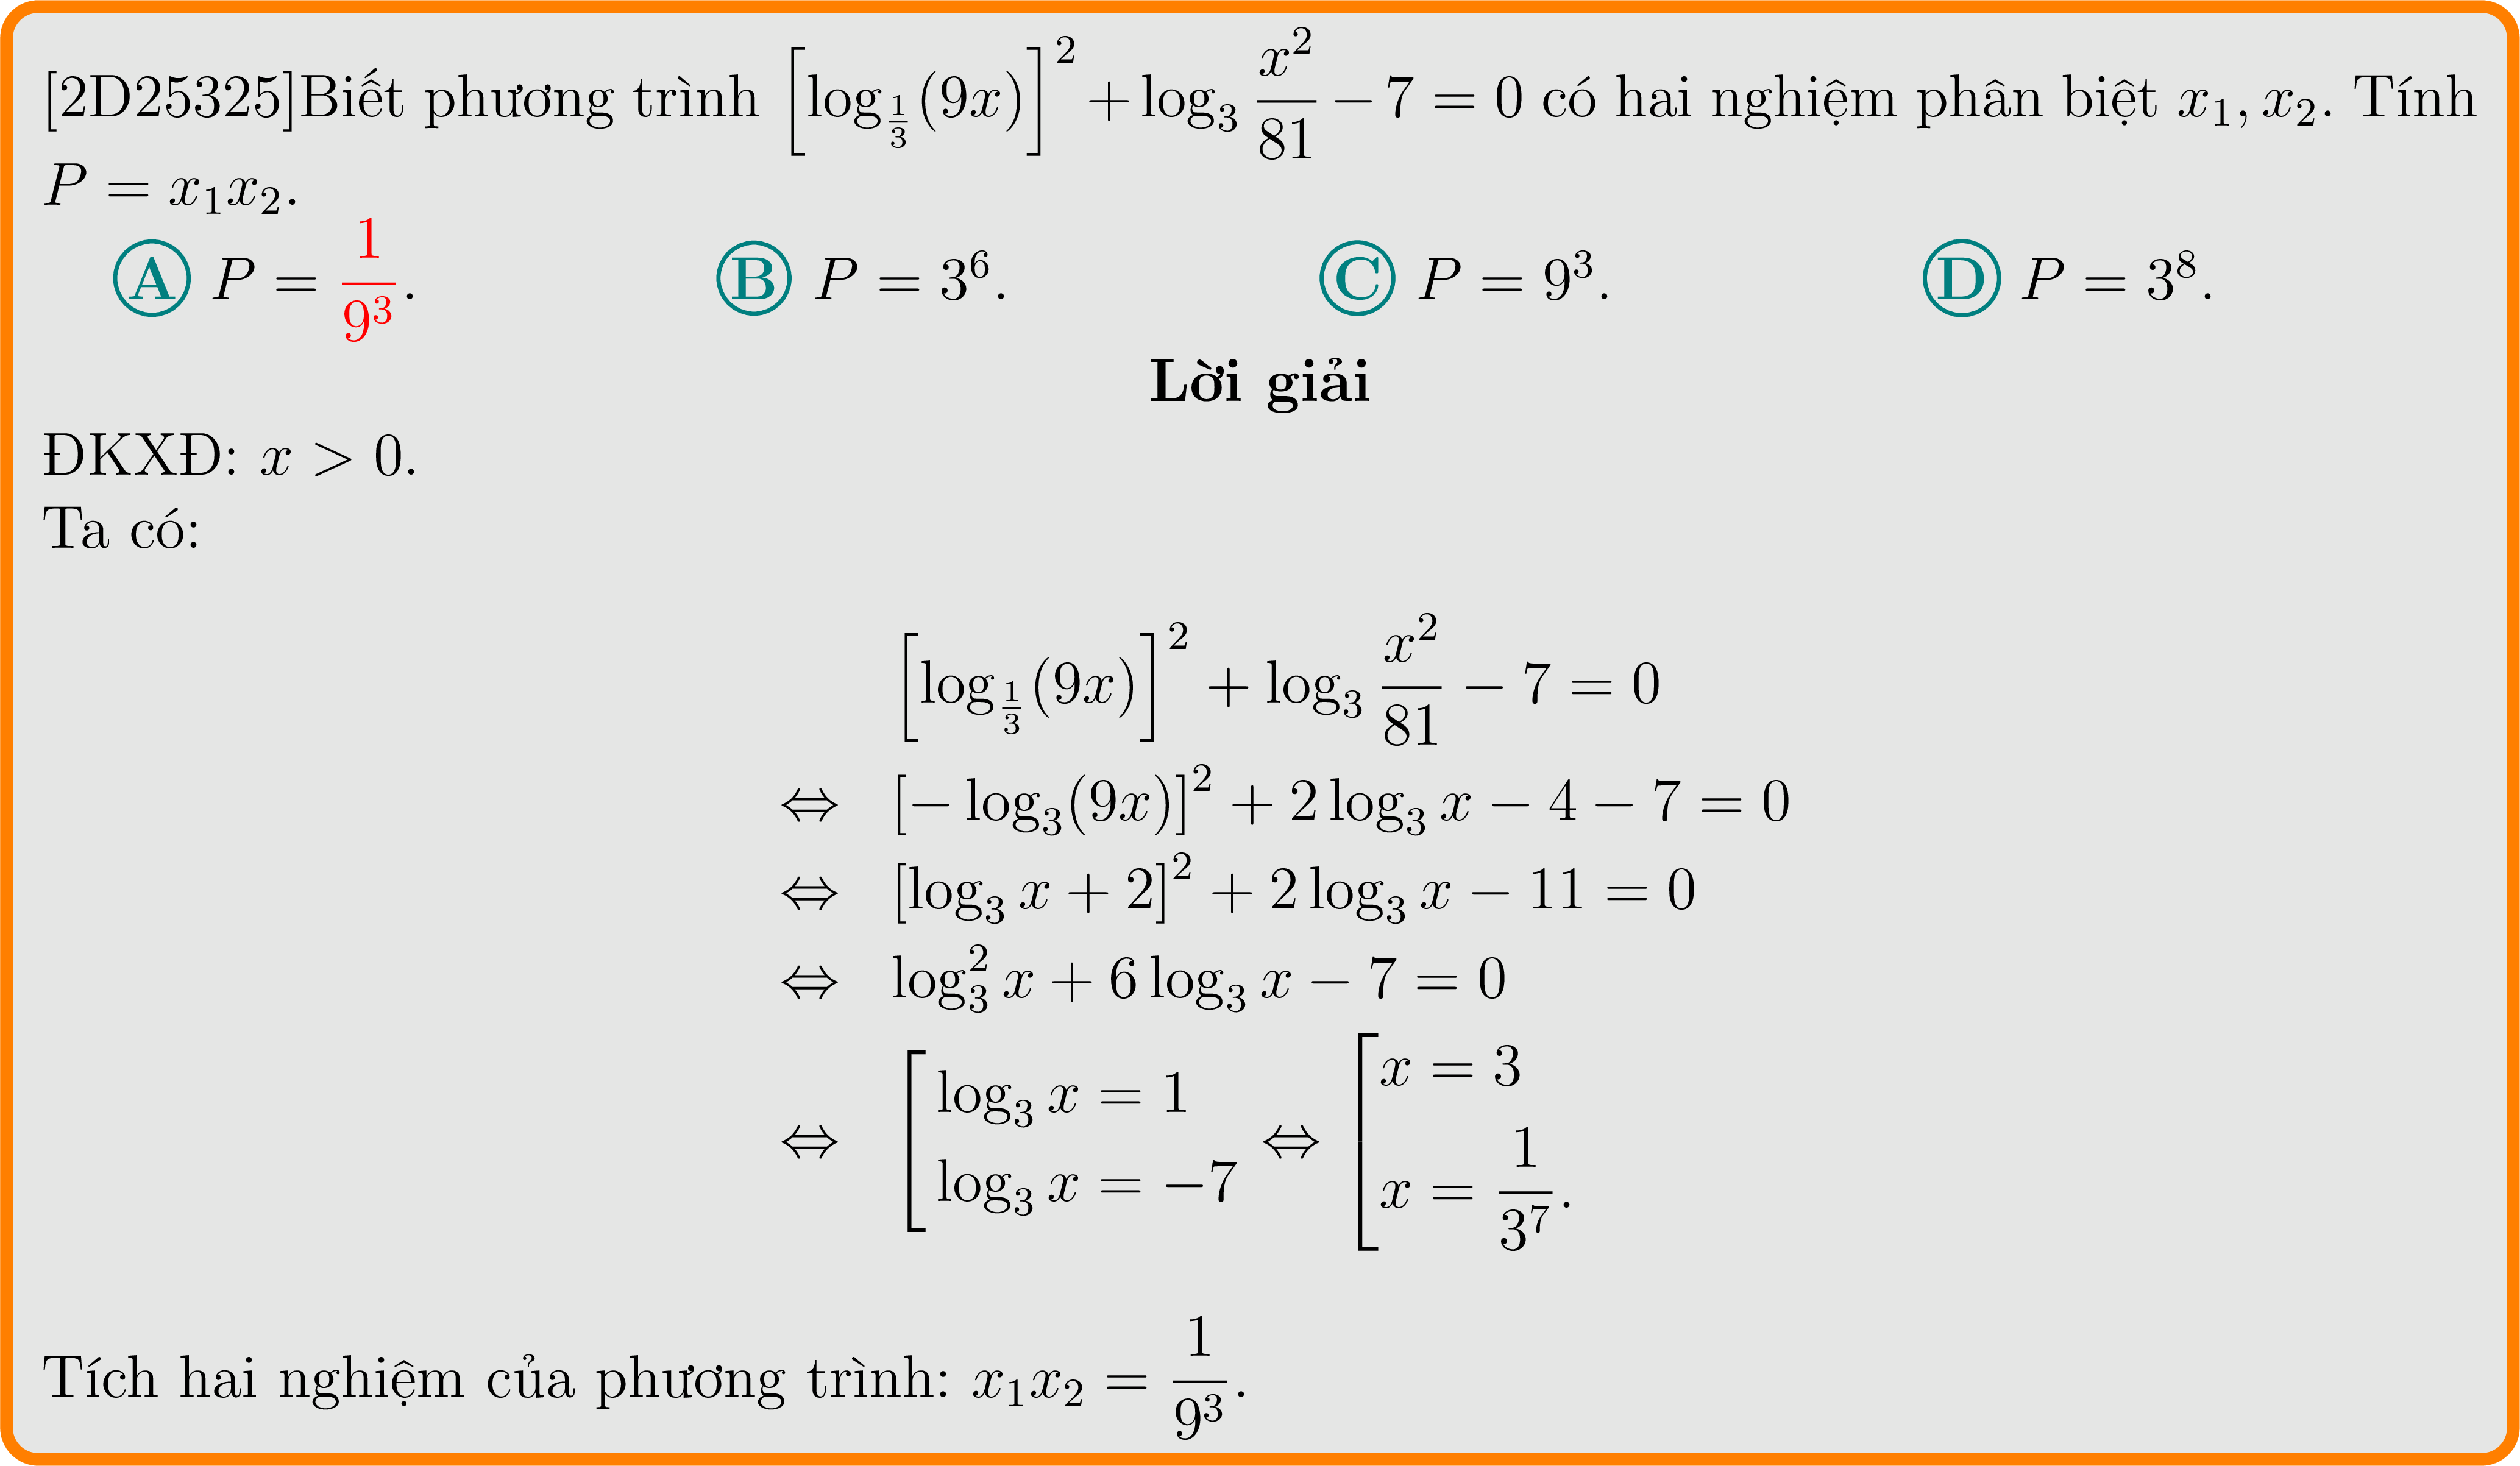 [2D25325]Biết phương trình $\left[\log_{\frac{1}{3}}(9x)\right]^2 + \log_3 \frac{x^2}{81} - 7 = 0$ có hai nghiệm phân biệt $x_1, x_2$. Tính
$P = x_1x_2$.
Ⓐ $P = \frac{1}{9^3}$. Ⓑ $P = 3^6$. Ⓒ $P = 9^3$. Ⓓ $P = 3^8$.
Lời giải
ĐKXĐ: $x > 0$.
Ta có:
$\left[\log_{\frac{1}{3}}(9x)\right]^2 + \log_3 \frac{x^2}{81} - 7 = 0$
$\Leftrightarrow [-\log_3(9x)]^2 + 2\log_3 x - 4 - 7 = 0$
$\Leftrightarrow [\log_3 x + 2]^2 + 2\log_3 x - 11 = 0$
$\Leftrightarrow \log_3^2 x + 6\log_3 x - 7 = 0$
$\Leftrightarrow \left[\begin{array}{l} \log_3 x = 1 \\ \log_3 x = -7 \end{array}\right. \Leftrightarrow \left[\begin{array}{l} x = 3 \\ x = \frac{1}{3^7}. \end{array}\right.$
Tích hai nghiệm của phương trình: $x_1x_2 = \frac{1}{9^3}$.